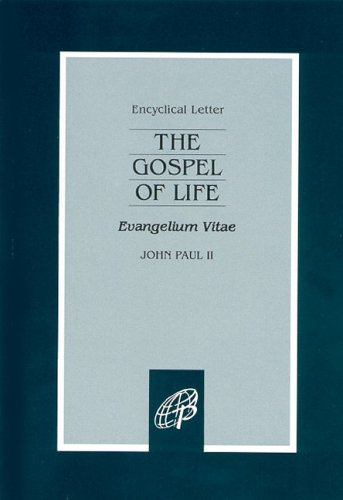 Encyclical Letter
THE
GOSPEL
OF LIFE
Evangelium Vitae
JOHN PAUL II